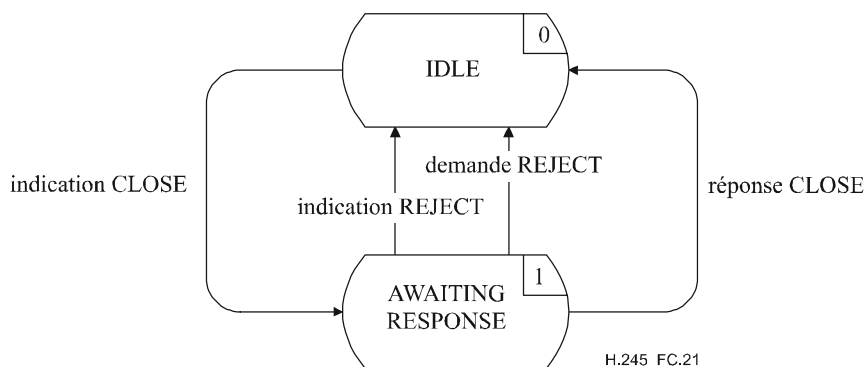 0
IDLE
demande REJECT
indication CLOSE
indication REJECT
réponse CLOSE
1
AWAITING
RESPONSE
H.245 FC.21